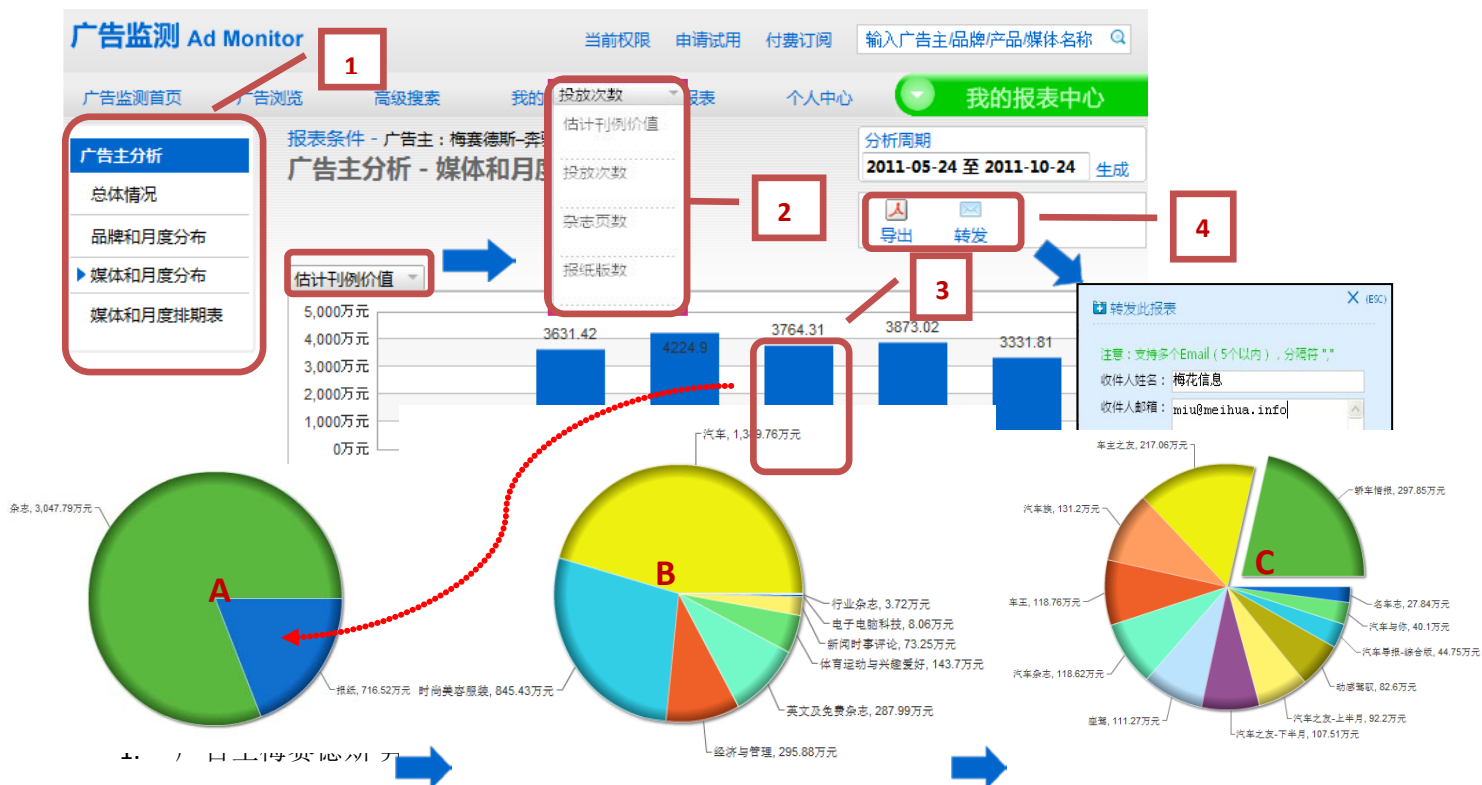 广告监测 Ad Monitor
当前权限 申请试用 付费订阅 输入广告主/品牌/产品/媒体名称
1
广告监测首页 广告浏览 高级搜索 我的 报表 个人中心 我的报表中心
投放次数
估计刊例价值
投放次数
杂志页数
报纸版数
2
广告主分析
总体情况
品牌和月度分布
媒体和月度分布
媒体和月度排期表
报表条件 - 广告主：梅赛德斯-奔
广告主分析 - 媒体和月度
分析周期
2011-05-24 至 2011-10-24 生成
导出 转发
4
3
估计刊例价值
5,000万元
4,000万元
3,000万元
2,000万元
1,000万元
0万元
3631.42
4224.9
3764.31
3873.02
3331.81
转发此报表 X (ESC)
注意：支持多个Email（5个以内），分隔符","
收件人姓名： 梅花信息
收件人邮箱： miu@meihua.info
杂志, 3,047.79万元
A
报纸, 716.52万元
B
行业杂志, 3.72万元
电子电脑科技, 8.06万元
新闻时事评论, 73.25万元
体育运动与兴趣爱好, 143.7万元
英文及免费杂志, 287.99万元
经济与管理, 295.88万元
时尚美容服装, 845.43万元
车主之友, 217.06万元
轿车情报, 297.85万元
C
汽车族, 131.2万元
车王, 118.76万元
汽车杂志, 118.62万元
座驾, 111.27万元
汽车之友-下半月, 107.51万元
汽车之友-上半月, 92.2万元
动感驾驭, 82.6万元
汽车导报-综合版, 44.75万元
汽车与你, 40.1万元
名车志, 27.84万元